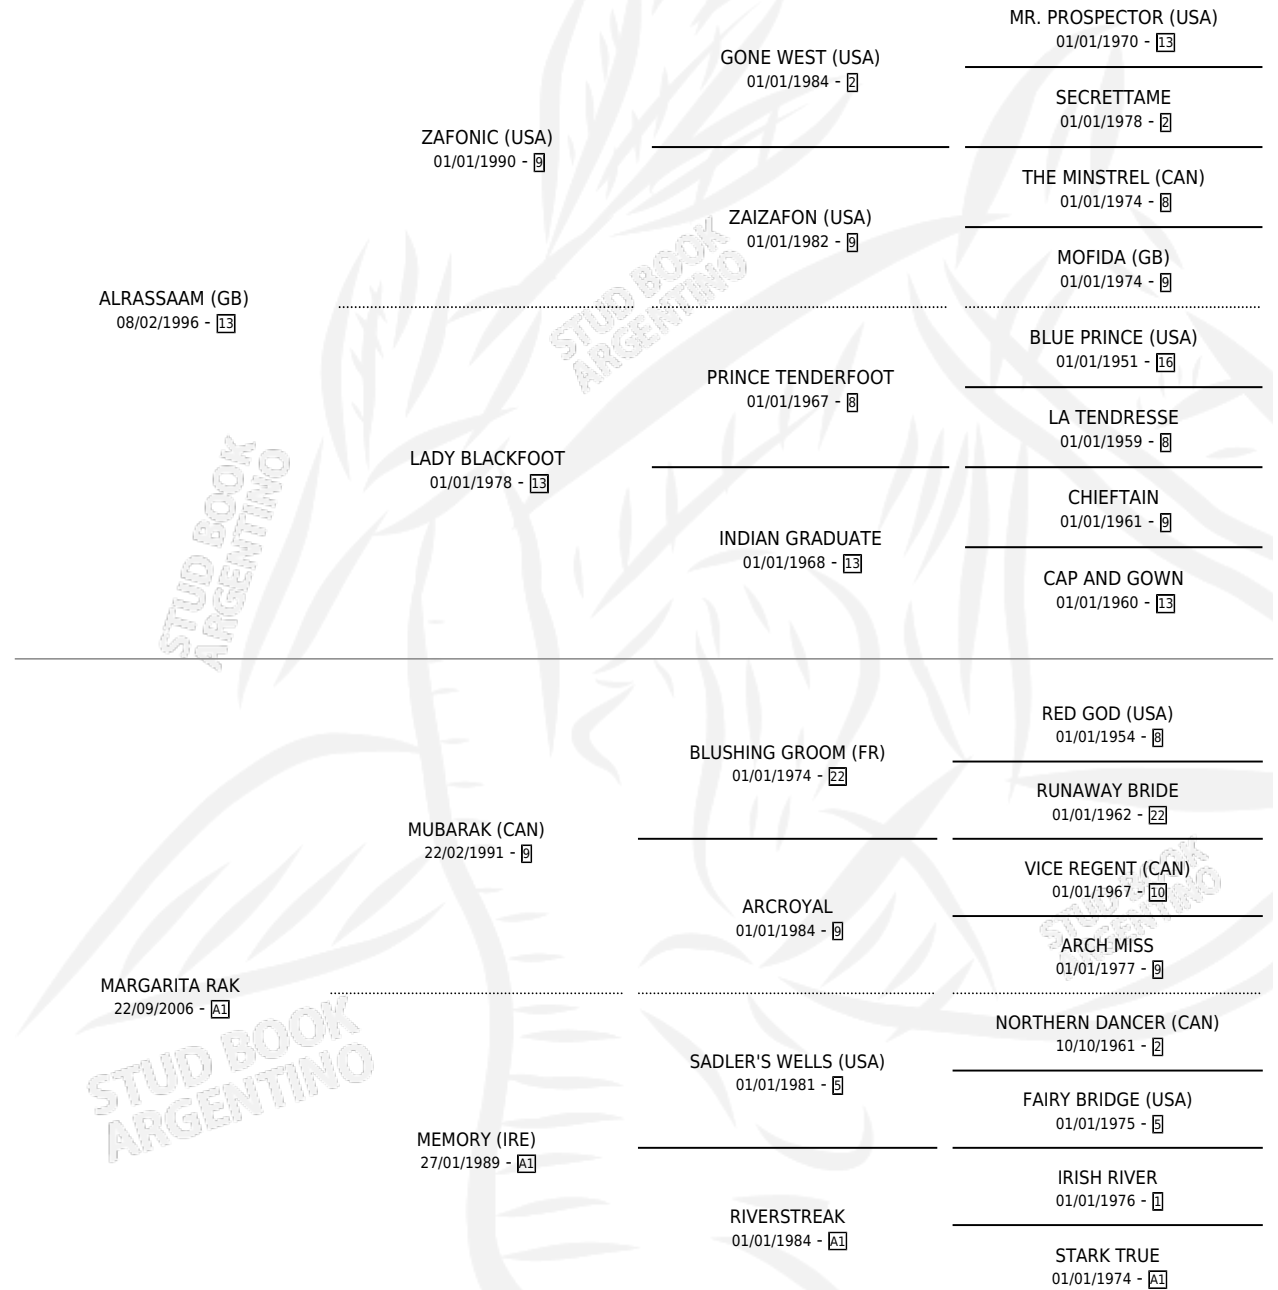 MR. PROSPECTOR (USA)
01/01/1970 - 13
GONE WEST (USA)
01/01/1984 - 2
SECRETTAME
01/01/1978 - 2
ZAFONIC (USA)
01/01/1990 - 9
THE MINSTREL (CAN)
01/01/1974 - 8
ZAIZAFON (USA)
01/01/1982 - 9
MOFIDA (GB)
01/01/1974 - 9
ALRASSAAM (GB)
08/02/1996 - 13
STUD BOOK
ARGENTINO
BLUE PRINCE (USA)
01/01/1951 - 16
PRINCE TENDERFOOT
01/01/1967 - 8
LA TENDRESSE
01/01/1959 - 8
LADY BLACKFOOT
01/01/1978 - 13
CHIEFTAIN
01/01/1961 - 9
INDIAN GRADUATE
01/01/1968 - 13
CAP AND GOWN
01/01/1960 - 13
STUD BOOK
ARGENTINO
RED GOD (USA)
01/01/1954 - 8
BLUSHING GROOM (FR)
01/01/1974 - 22
RUNAWAY BRIDE
01/01/1962 - 22
MUBARAK (CAN)
22/02/1991 - 9
VICE REGENT (CAN)
01/01/1967 - 10
STUD BOOK
ARGENTINO
ARCROYAL
01/01/1984 - 9
ARCH MISS
01/01/1977 - 9
MARGARITA RAK
22/09/2006 - A1
STUD BOOK
ARGENTINO
NORTHERN DANCER (CAN)
10/10/1961 - 2
SADLER'S WELLS (USA)
01/01/1981 - 5
FAIRY BRIDGE (USA)
01/01/1975 - 5
MEMORY (IRE)
27/01/1989 - A1
IRISH RIVER
01/01/1976 - 1
RIVERSTREAK
01/01/1984 - A1
STARK TRUE
01/01/1974 - A1